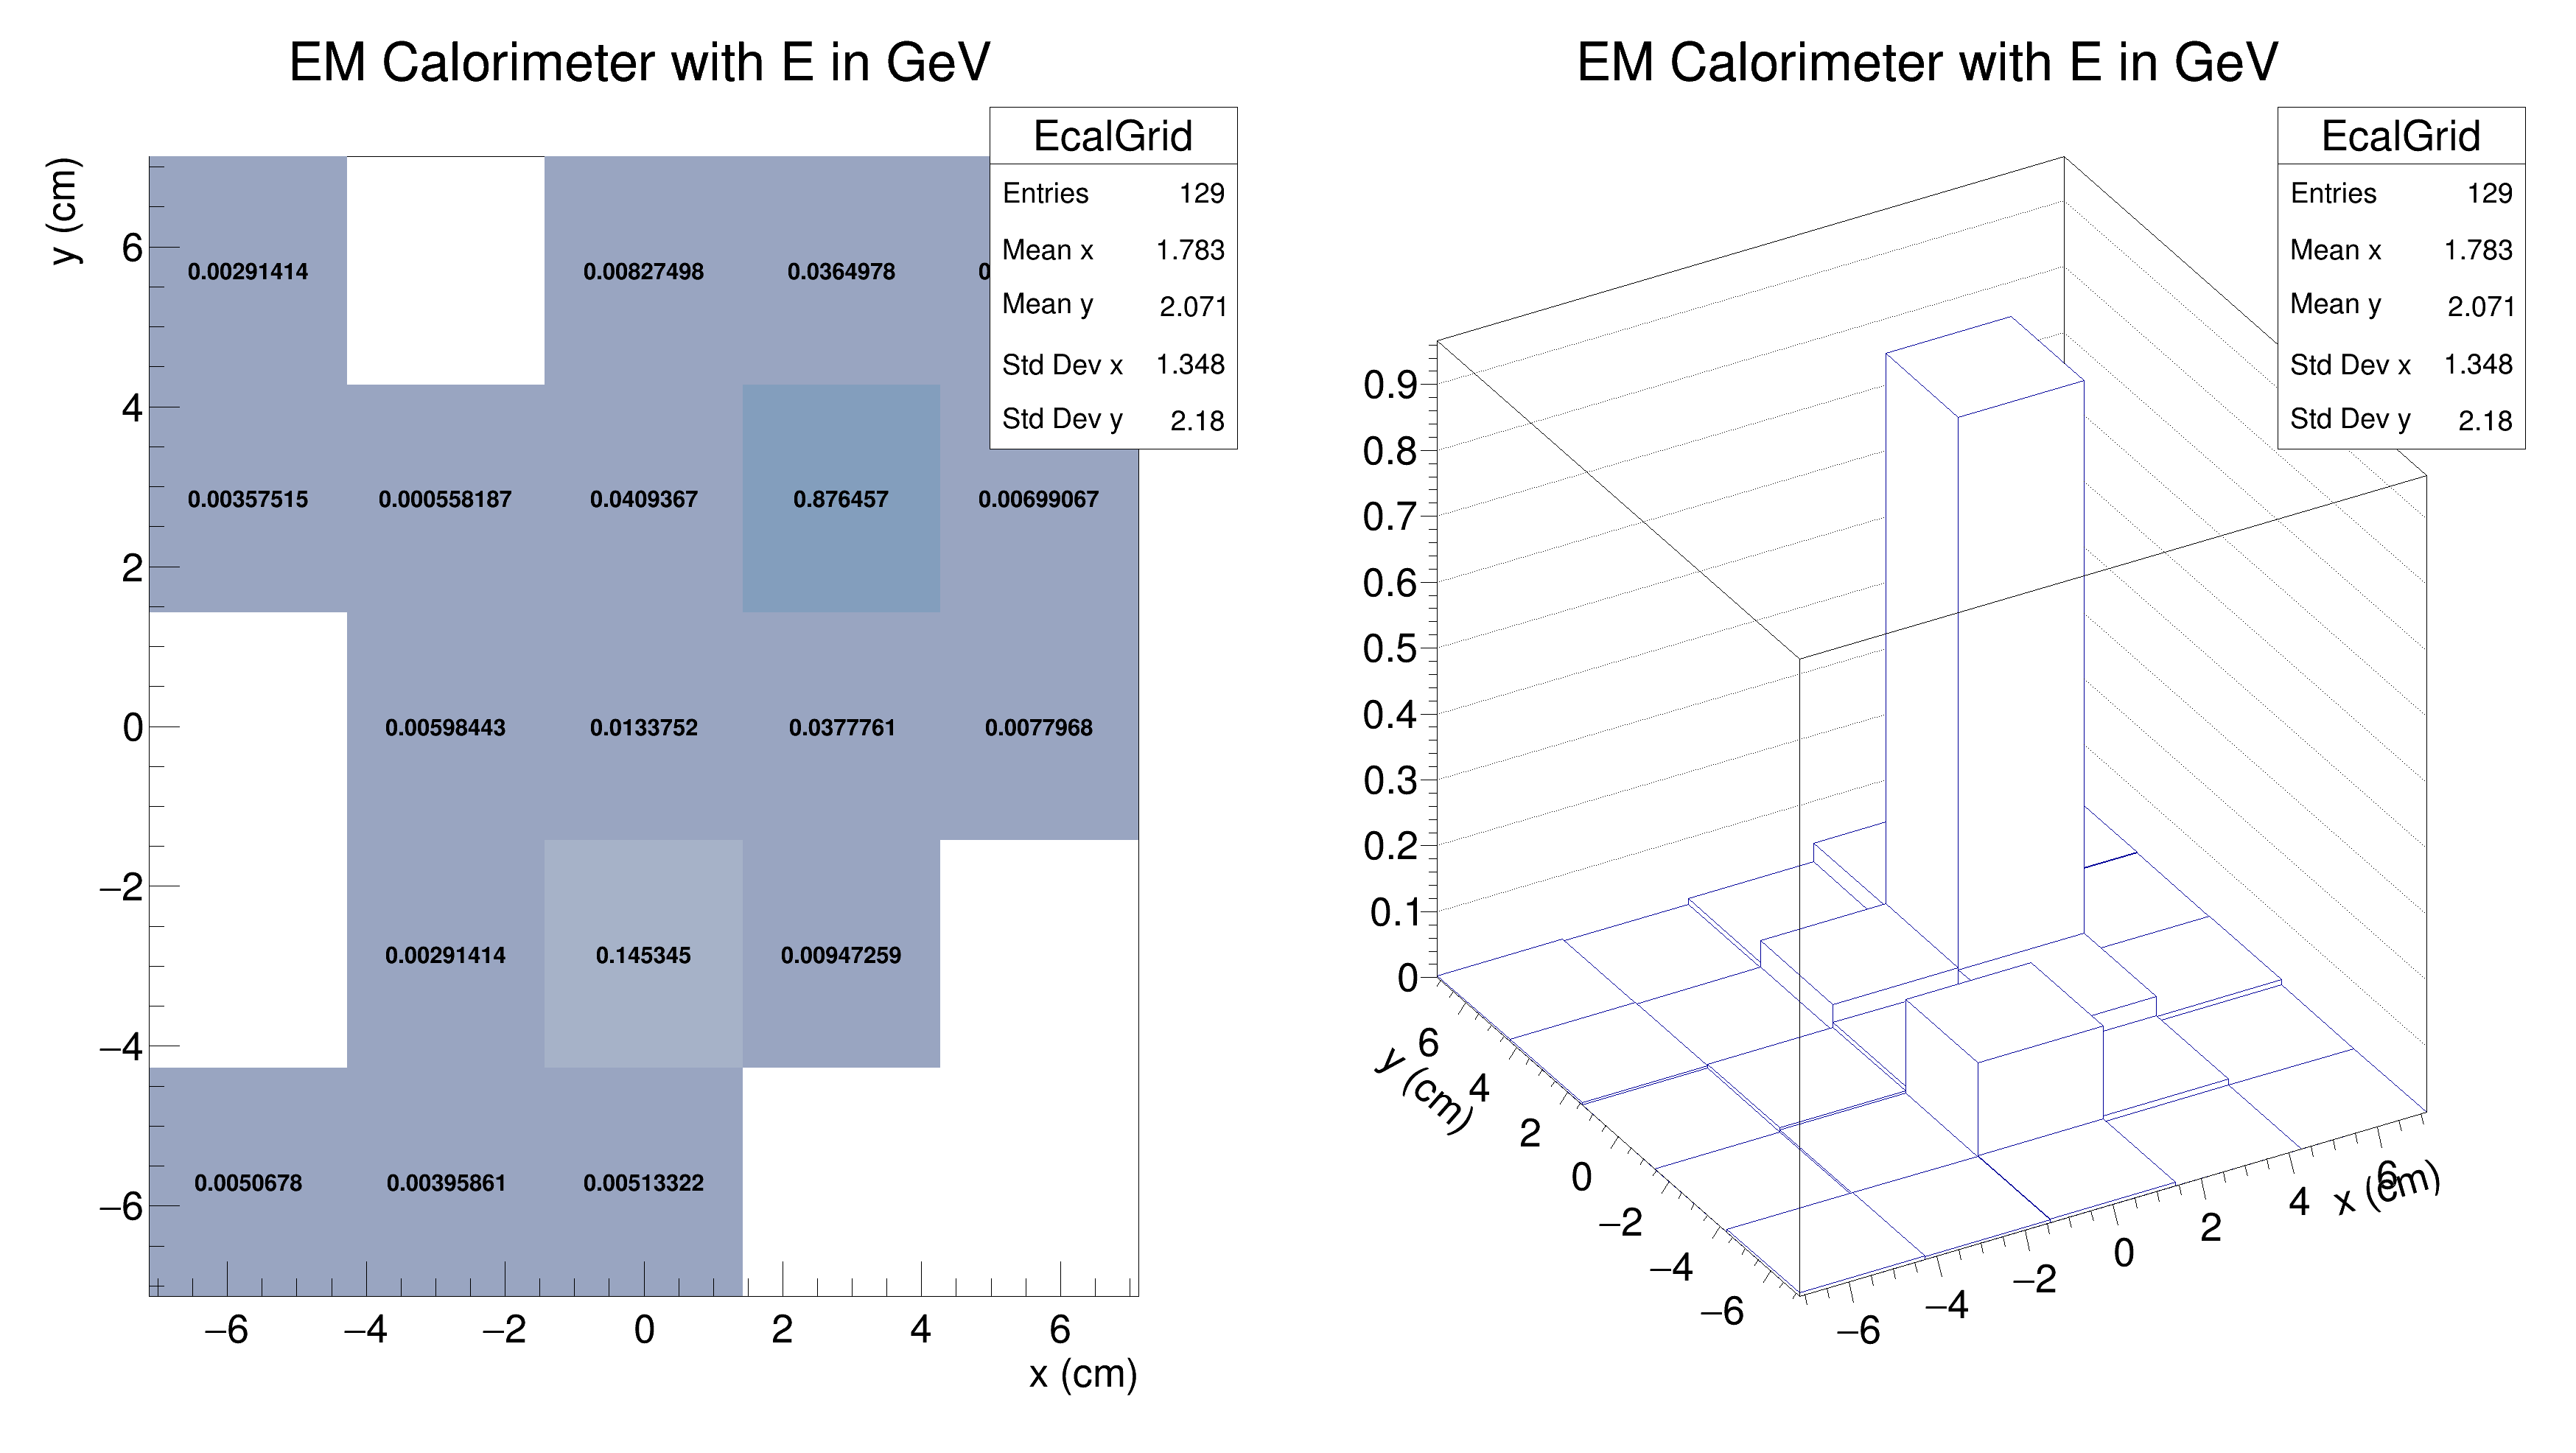 EM Calorimeter with E in GeV
EcalGrid
Entries 129
Mean x 1.783
Mean y 2.071
Std Dev x 1.348
Std Dev y 2.18
y (cm)
6
4
2
0
−2
−4
−6
0.00291414 0.00827498 0.0364978
0.00357515 0.000558187 0.0409367 0.876457 0.00699067
0.00598443 0.0133752 0.0377761 0.0077968
0.00291414 0.145345 0.00947259
0.0050678 0.00395861 0.00513322
−6 −4 −2 0 2 4 6
x (cm)
EM Calorimeter with E in GeV
EcalGrid
Entries 129
Mean x 1.783
Mean y 2.071
Std Dev x 1.348
Std Dev y 2.18
0.9
0.8
0.7
0.6
0.5
0.4
0.3
0.2
0.1
0
y (cm)
6
4
2
0
−2
−4
−6
−6
−4
−2
0
2
4
6
x (cm)